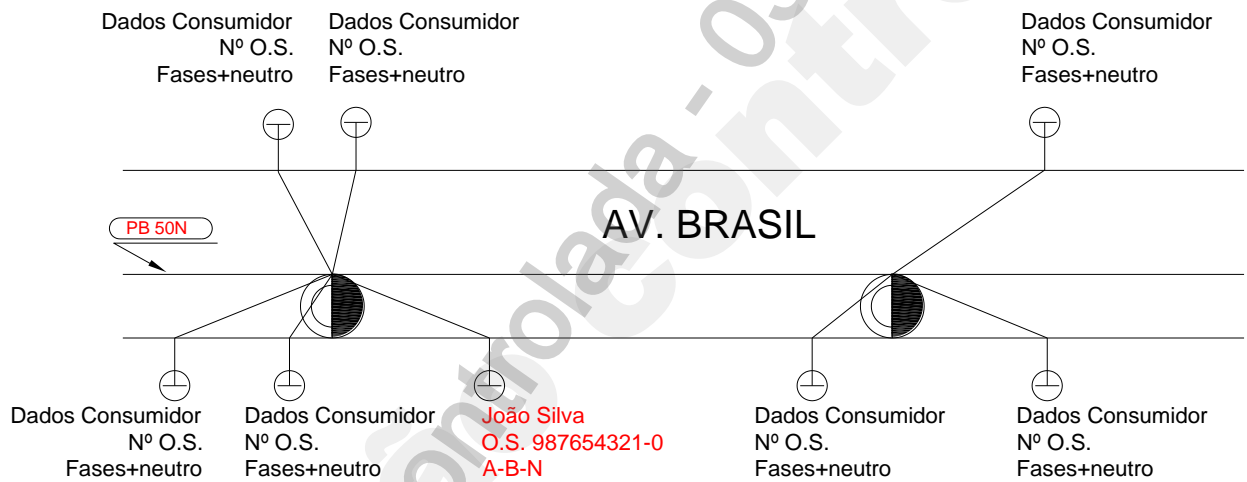 Dados Consumidor
Nº O.S.
Fases+neutro
Dados Consumidor
Nº O.S.
Fases+neutro
Dados Consumidor
Nº O.S.
Fases+neutro
PB 50N
AV. BRASIL
Dados Consumidor
Nº O.S.
Fases+neutro
Dados Consumidor
Nº O.S.
Fases+neutro
João Silva
O.S. 987654321-0
A-B-N
Dados Consumidor
Nº O.S.
Fases+neutro
Dados Consumidor
Nº O.S.
Fases+neutro